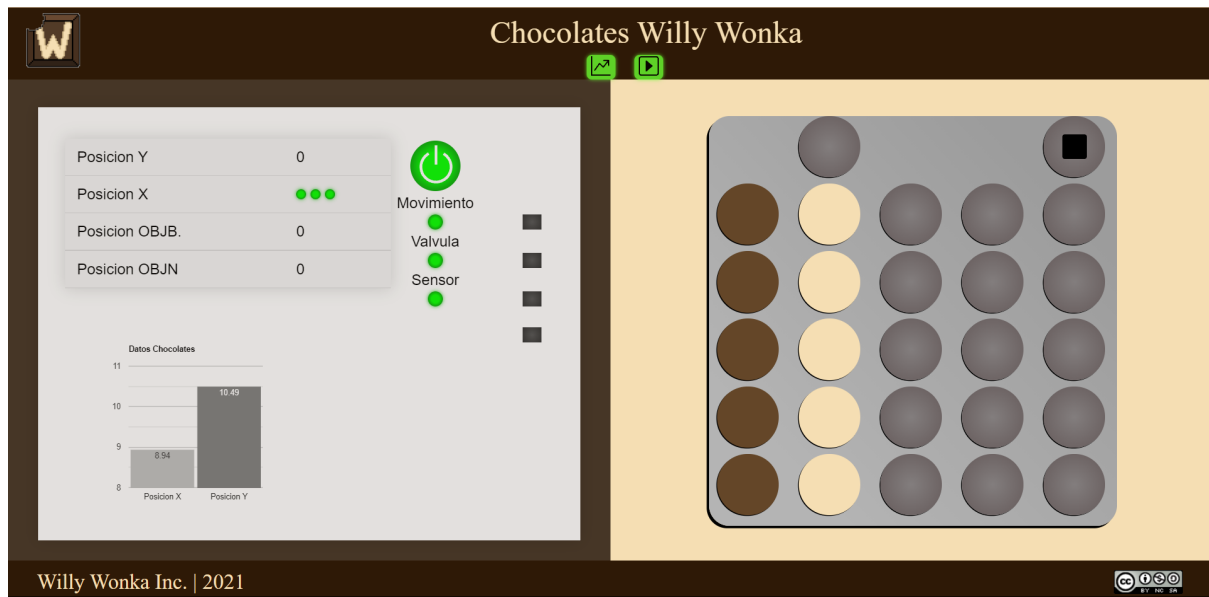 W
Chocolates Willy Wonka
Posicion Y 0
Posicion X
Posicion OBJB. 0
Posicion OBJN 0
Movimiento
Valvula
Sensor
Datos Chocolates
11
10
9
8
8.94
10.49
Posicion X Posicion Y
Willy Wonka Inc. | 2021
cc
BY NC SA